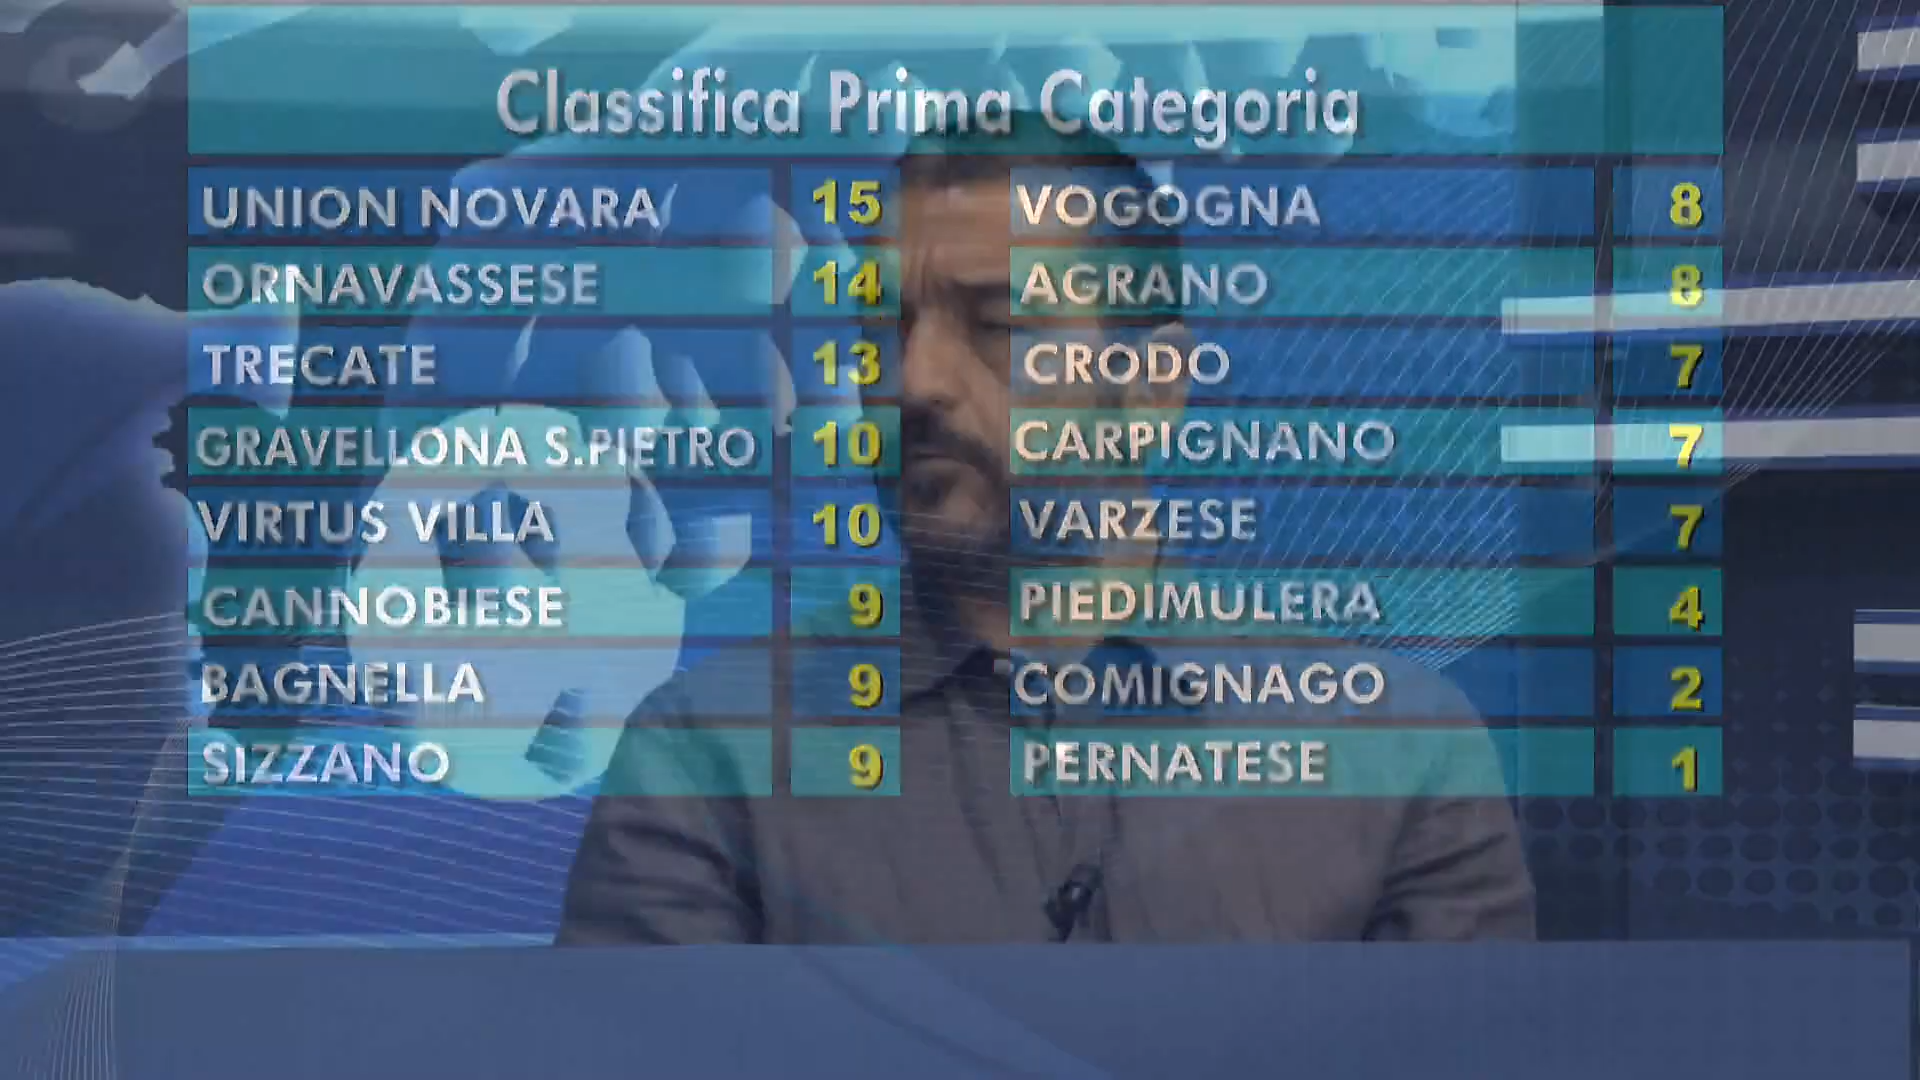 Classifica Prima Categoria
UNION NOVARA 15
ORNAVASSESE 14
TRECATE 13
GRAVELLONA S.PIETRO 10
VIRTUS VILLA 10
CANNOBIESE 9
BAGNELLA 9
SIZZANO 9
VOGOGNA 8
AGRANO 8
CRODO 7
CARPIGNANO 7
VARZESE 7
PIEDIMULERA 4
COMIGNAGO 2
PERNATESE 1